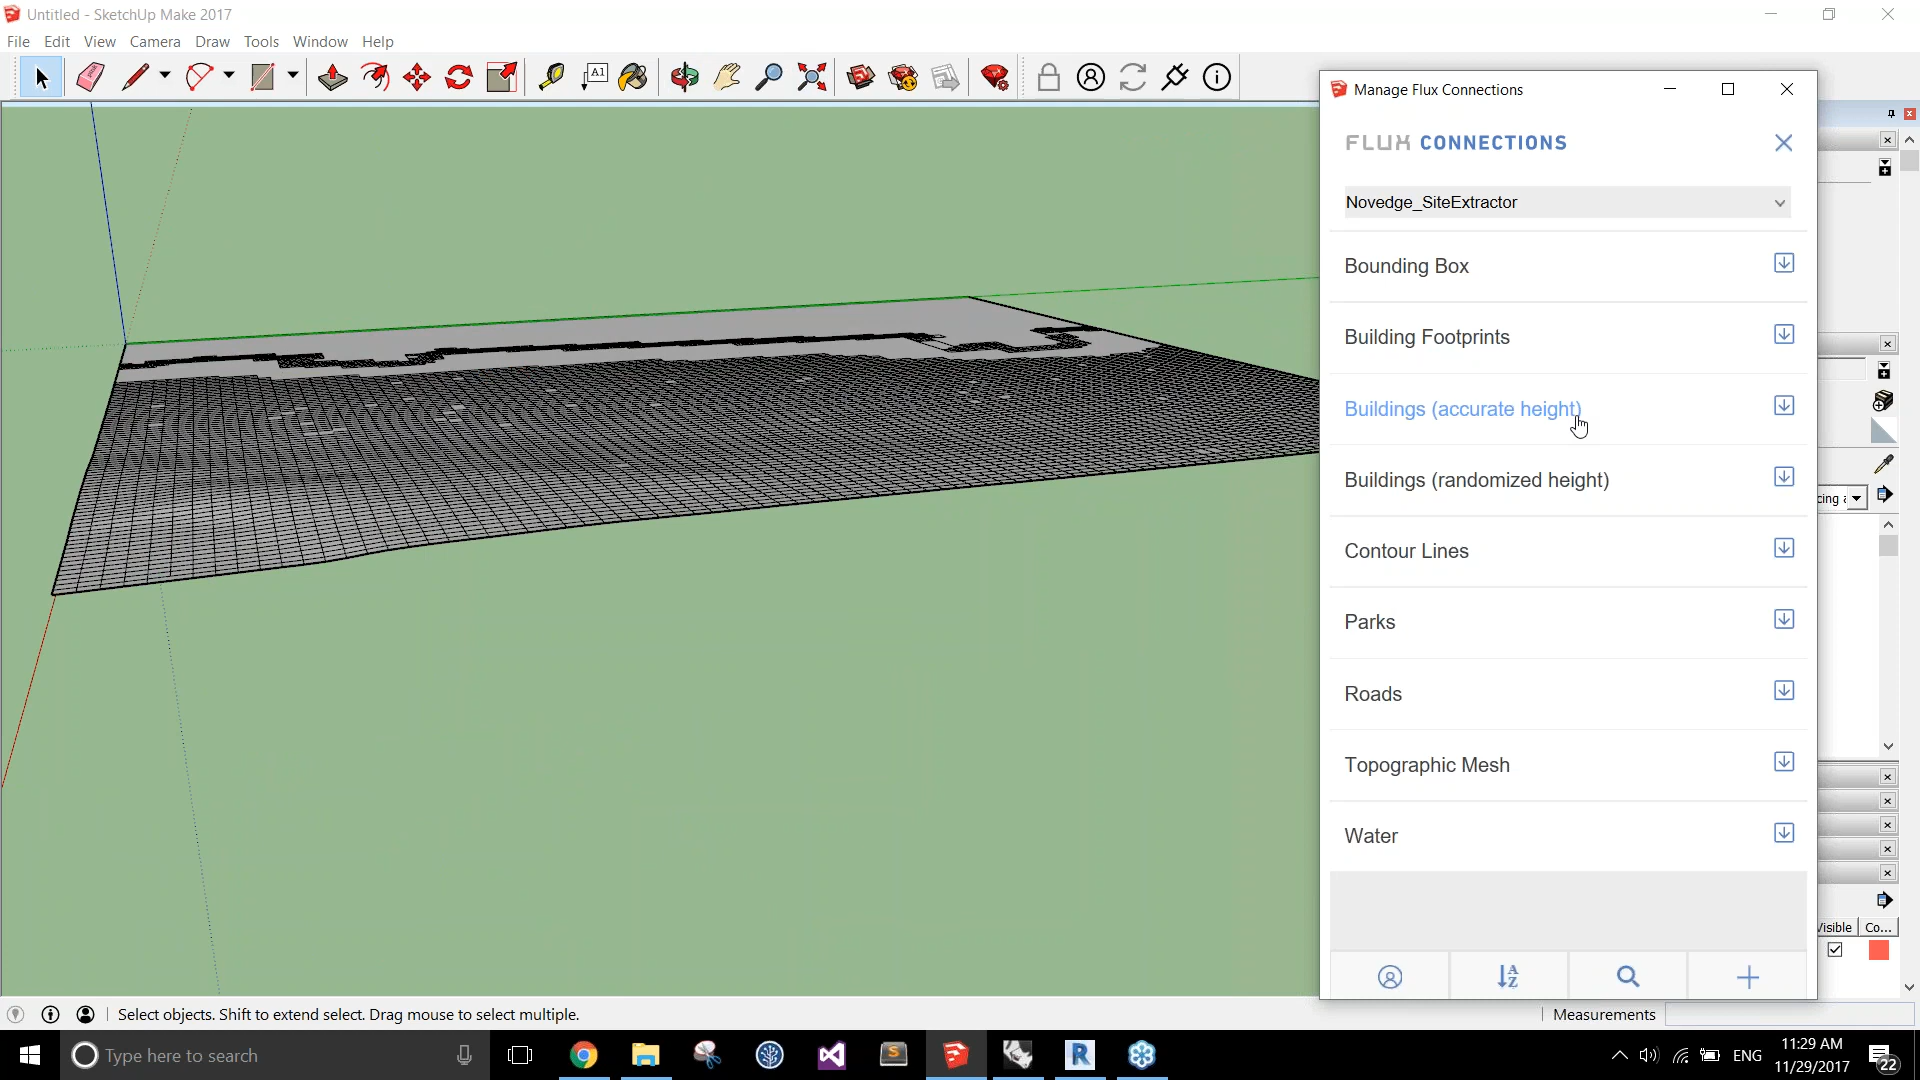 Untitled - SketchUp Make 2017
File Edit View Camera Draw Tools Window Help
A1
Manage Flux Connections
FLUX CONNECTIONS
Novedge_SiteExtractor
Bounding Box
Building Footprints
Buildings (accurate height)
Buildings (randomized height)
Contour Lines
Parks
Roads
Topographic Mesh
Water
A
Z
Visible Co...
Select objects. Shift to extend select. Drag mouse to select multiple.
Measurements
Type here to search
R
ENG
11:29 AM
11/29/2017
22